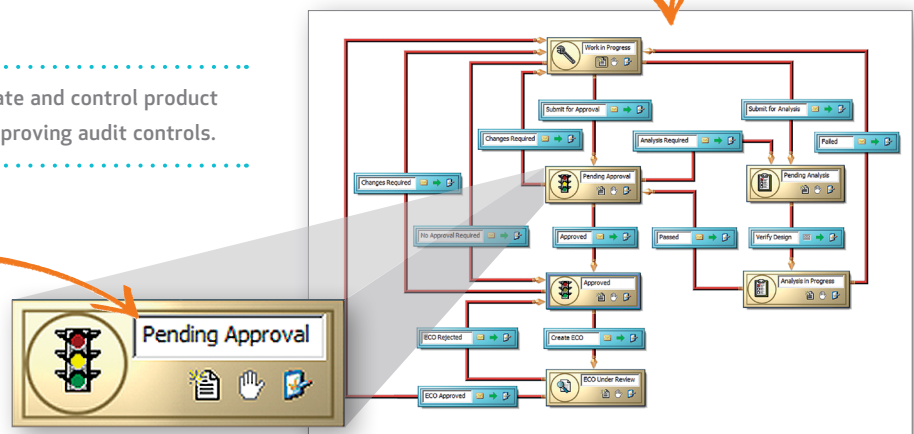 Work in Progress
ate and control product
proving audit controls.
Submit for Approval
Submit for Analysis
Changes Required
Analysis Required
Failed
Pending Approval
Pending Analysis
Changes Required
No Approval Required
Approved
Passed
Verify Design
Approved
Analysis in Progress
Pending Approval
ECO Rejected
Create ECO
ECO Under Review
ECO Approved